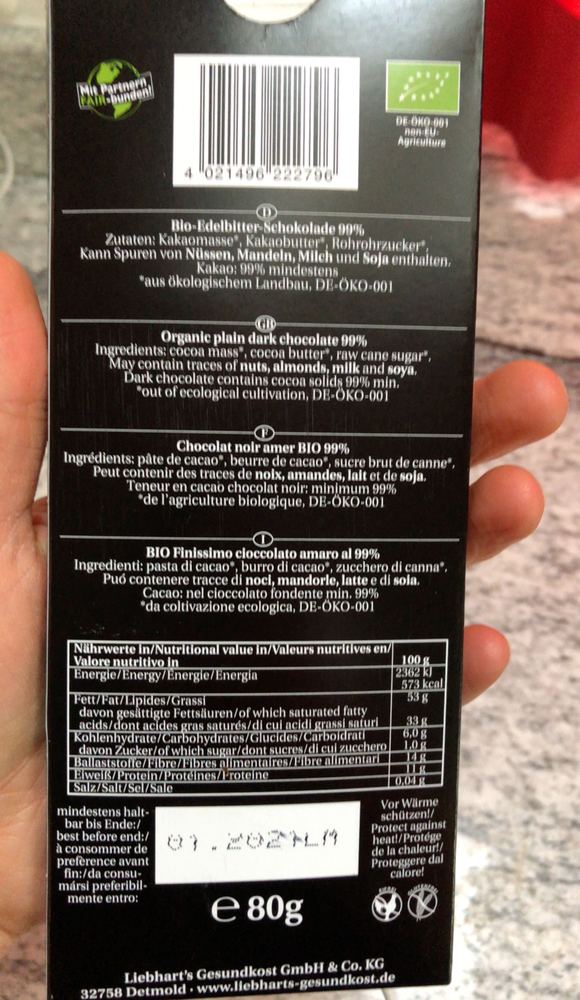 Mit Partnern
FAIR-bunden!
4 021496 222796
DE-ÖKO-001
non-EU-
Agriculture
D
Bio-Edelbitter-Schokolade 99%
Zutaten: Kakaomasse*, Kakaobutter*, Rohrohrzucker*.
Kann Spuren von Nüssen, Mandeln, Milch und Soja enthalten.
Kakao: 99% mindestens
*aus ökologischem Landbau, DE-ÖKO-001
GB
Organic plain dark chocolate 99%
Ingredients: cocoa mass*, cocoa butter*, raw cane sugar*.
May contain traces of nuts, almonds, milk and soya.
Dark chocolate contains cocoa solids 99% min.
*out of ecological cultivation, DE-ÖKO-001
F
Chocolat noir amer BIO 99%
Ingrédients: pâte de cacao*, beurre de cacao*, sucre brut de canne*.
Peut contenir des traces de noix, amandes, lait et de soja.
Teneur en cacao chocolat noir: minimum 99%
*de l'agriculture biologique, DE-ÖKO-001
I
BIO Finissimo cioccolato amaro al 99%
Ingredienti: pasta di cacao*, burro di cacao*, zucchero di canna*.
Puó contenere tracce di noci, mandorle, latte e di soia.
Cacao: nel cioccolato fondente min. 99%
*da coltivazione ecologica, DE-ÖKO-001
Nährwerte in/Nutritional value in/Valeurs nutritives en/
Valore nutritivo in 100 g
Energie/Energy/Énergie/Energia 2362 kJ
573 kcal
Fett/Fat/Lipides/Grassi 53 g
davon gesättigte Fettsäuren/of which saturated fatty
acids/dont acides gras saturés/di cui acidi grassi saturi 33 g
Kohlenhydrate/Carbohydrates/Glucides/Carboidrati 6,0 g
davon Zucker/of which sugar/dont sucres/di cui zucchero 1,0 g
Ballaststoffe/Fibre/Fibres alimentaires/Fibre alimentari 14 g
Eiweiß/Protein/Protéines/Proteine 11 g
Salz/Salt/Sel/Sale 0,04 g
mindestens halt-
bar bis Ende:/
best before end:/
à consommer de
preférence avant
fin:/da consu-
mársi preferibil-
mente entro:
Vor Wärme
schützen!/
Protect against
heat!/Protége
de la chaleur!/
Proteggere dal
calore!
e 80g
Liebhart's Gesundkost GmbH & Co. KG
32758 Detmold · www.liebharts-gesundkost.de